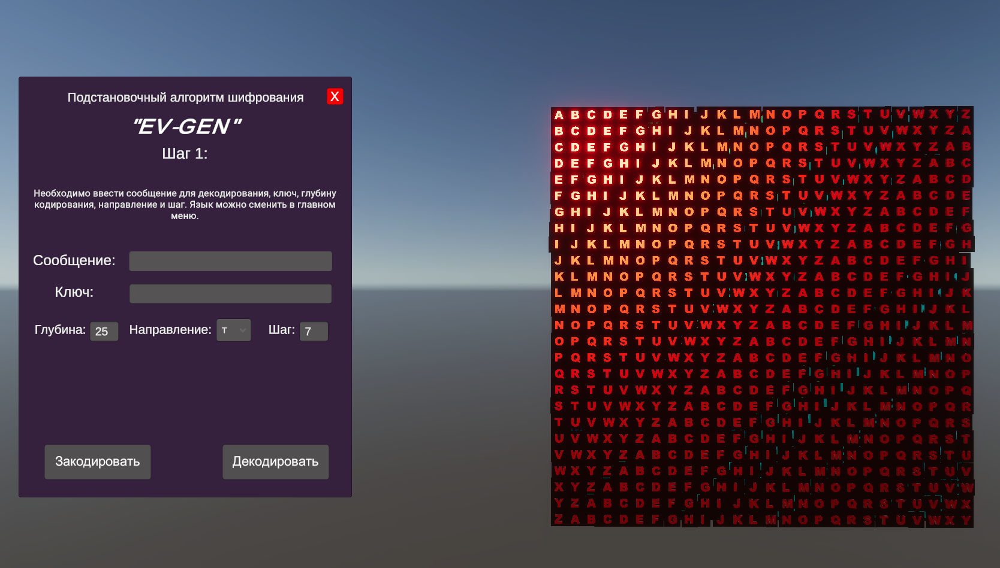 Подстановочный алгоритм шифрования
X
"EV-GEN"
Шаг 1:
Необходимо ввести сообщение для декодирования, ключ, глубину
кодирования, направление и шаг. Язык можно сменить в главном
меню.
Сообщение:
Ключ:
Глубина: 25 Направление: т Шаг: 7
Закодировать Декодировать
A B C D E F G H I J K L M N O P Q R S T U V W X Y Z
B C D E F G H I J K L M N O P Q R S T U V W X Y Z A
C D E F G H I J K L M N O P Q R S T U V W X Y Z A B
D E F G H I J K L M N O P Q R S T U V W X Y Z A B C
E F G H I J K L M N O P Q R S T U V W X Y Z A B C D
F G H I J K L M N O P Q R S T U V W X Y Z A B C D E
G H I J K L M N O P Q R S T U V W X Y Z A B C D E F
H I J K L M N O P Q R S T U V W X Y Z A B C D E F G
I J K L M N O P Q R S T U V W X Y Z A B C D E F G H
J K L M N O P Q R S T U V W X Y Z A B C D E F G H I
K L M N O P Q R S T U V W X Y Z A B C D E F G H I J
L M N O P Q R S T U V W X Y Z A B C D E F G H I J K
M N O P Q R S T U V W X Y Z A B C D E F G H I J K L
N O P Q R S T U V W X Y Z A B C D E F G H I J K L M
O P Q R S T U V W X Y Z A B C D E F G H I J K L M N
P Q R S T U V W X Y Z A B C D E F G H I J K L M N O
Q R S T U V W X Y Z A B C D E F G H I J K L M N O P
R S T U V W X Y Z A B C D E F G H I J K L M N O P Q
S T U V W X Y Z A B C D E F G H I J K L M N O P Q R
T U V W X Y Z A B C D E F G H I J K L M N O P Q R S
U V W X Y Z A B C D E F G H I J K L M N O P Q R S T
V W X Y Z A B C D E F G H I J K L M N O P Q R S T U
W X Y Z A B C D E F G H I J K L M N O P Q R S T U V
X Y Z A B C D E F G H I J K L M N O P Q R S T U V W
Y Z A B C D E F G H I J K L M N O P Q R S T U V W X
Z A B C D E F G H I J K L M N O P Q R S T U V W X Y